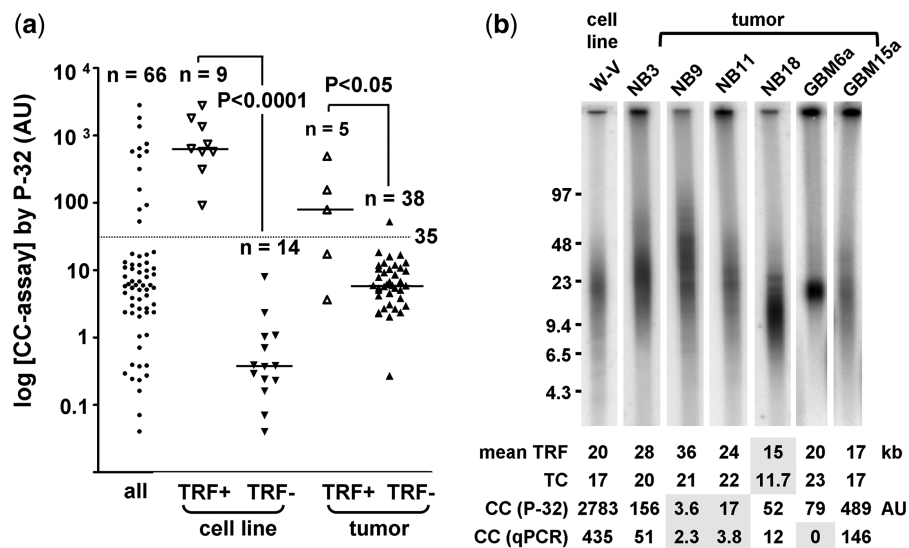 (a)
log [CC-assay] by P-32 (AU)
10 4
10 3
100
10
1
0.1
n = 66
n = 9
P<0.0001
n = 14
P<0.05
n = 5
n = 38
35
all
TRF+ TRF-
TRF+ TRF-
cell line
tumor
(b)
cell line
tumor
W-V
NB3
NB9
NB11
NB18
GBM6a
GBM15a
97
48
23
9.4
6.5
4.3
mean TRF 20 28 36 24 15 20 17 kb
TC 17 20 21 22 11.7 23 17
CC (P-32) 2783 156 3.6 17 52 79 489 AU
CC (qPCR) 435 51 2.3 3.8 12 0 146